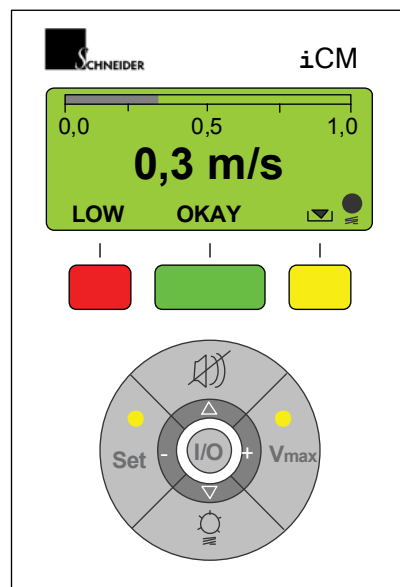 SCHNEIDER iCM
0,0 0,5 1,0
0,3 m/s
LOW OKAY
Set - I/O + Vmax